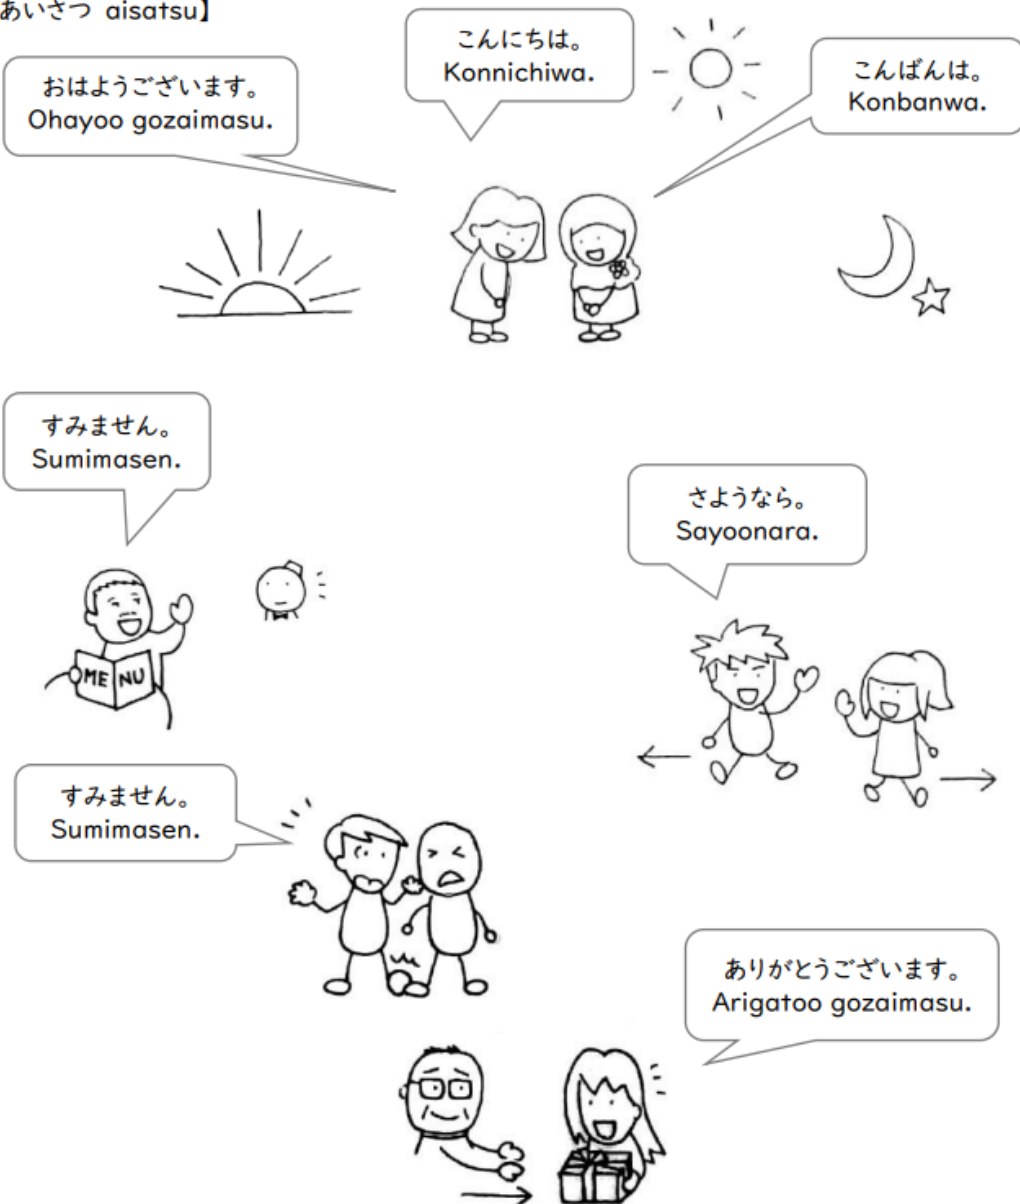 あいさつ aisatsu】
こんにちは。
Konnichiwa.
おはようございます。
Ohayoo gozaimasu.
こんばんは。
Konbanwa.
すみません。
Sumimasen.
さようなら。
Sayoonara.
ME NU
すみません。
Sumimasen.
ありがとうございます。
Arigatoo gozaimasu.